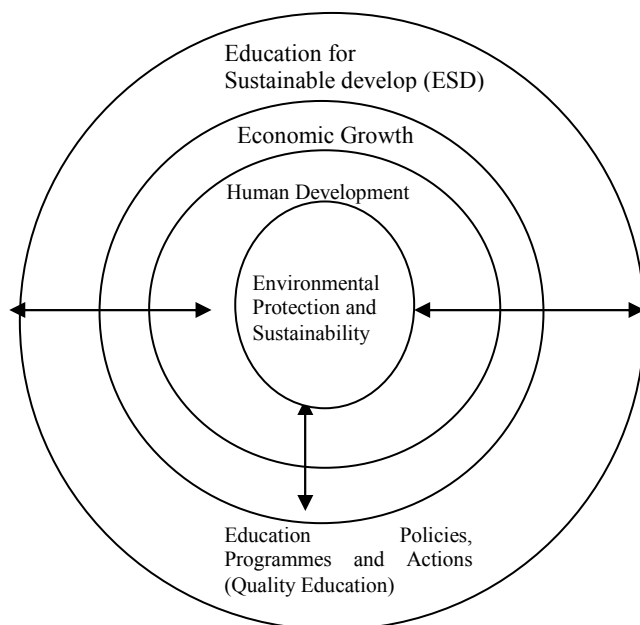 Education for
Sustainable develop (ESD)
Economic Growth
Human Development
Environmental
Protection and
Sustainability
Education Policies,
Programmes and Actions
(Quality Education)